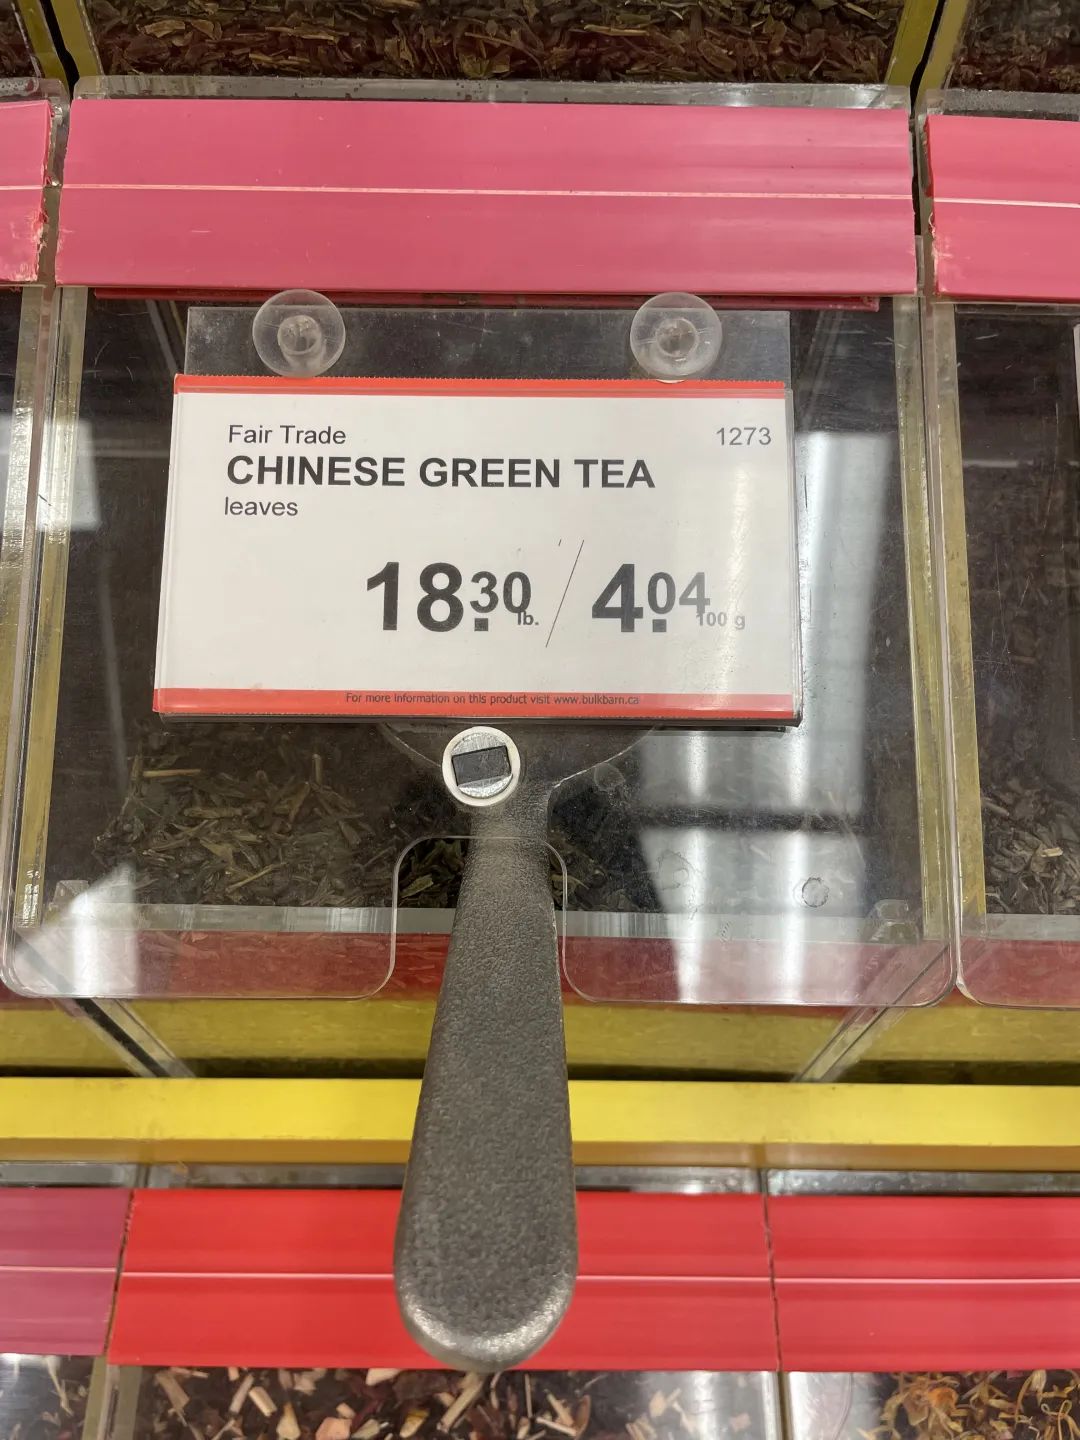 Fair Trade 1273
CHINESE GREEN TEA
leaves
18.30 lb. / 4.04 100 g
For more information on this product visit www.bulkbarn.ca